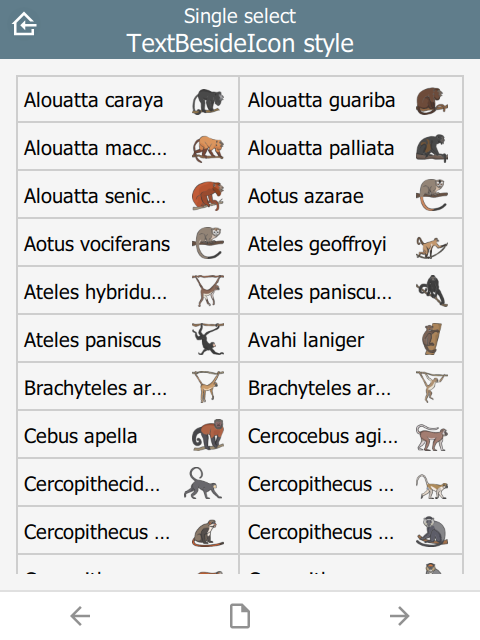 Single select
TextBesideIcon style
Alouatta caraya
Alouatta guariba
Alouatta macc...
Alouatta palliata
Alouatta senic...
Aotus azarae
Aotus vociferans
Ateles geoffroyi
Ateles hybridu...
Ateles paniscu...
Ateles paniscus
Avahi laniger
Brachyteles ar...
Brachyteles ar...
Cebus apella
Cercocebus agi...
Cercopithecid...
Cercopithecus ...
Cercopithecus ...
Cercopithecus ...